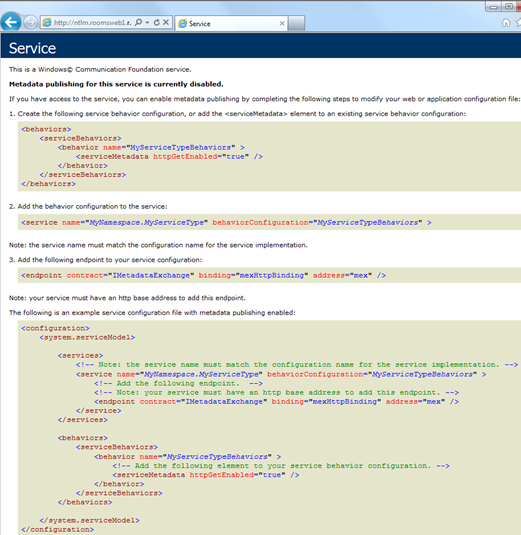 http://ntlm.roomsweb1.r.
Service
Service
This is a Windows© Communication Foundation service.
Metadata publishing for this service is currently disabled.
If you have access to the service, you can enable metadata publishing by completing the following steps to modify your web or application configuration file:
1. Create the following service behavior configuration, or add the <serviceMetadata> element to an existing service behavior configuration:
<behaviors>
<serviceBehaviors>
<behavior name="MyServiceTypeBehaviors" >
<serviceMetadata httpGetEnabled="true" />
</behavior>
</serviceBehaviors>
</behaviors>
2. Add the behavior configuration to the service:
<service name="MyNamespace.MyServiceType" behaviorConfiguration="MyServiceTypeBehaviors" >
Note: the service name must match the configuration name for the service implementation.
3. Add the following endpoint to your service configuration:
<endpoint contract="IMetadataExchange" binding="mexHttpBinding" address="mex" />
Note: your service must have an http base address to add this endpoint.
The following is an example service configuration file with metadata publishing enabled:
<configuration>
<system.serviceModel>
<services>
<!-- Note: the service name must match the configuration name for the service implementation. -->
<service name="MyNamespace.MyServiceType" behaviorConfiguration="MyServiceTypeBehaviors" >
<!-- Add the following endpoint. -->
<!-- Note: your service must have an http base address to add this endpoint. -->
<endpoint contract="IMetadataExchange" binding="mexHttpBinding" address="mex" />
</service>
</services>
<behaviors>
<serviceBehaviors>
<behavior name="MyServiceTypeBehaviors" >
<!-- Add the following element to your service behavior configuration. -->
<serviceMetadata httpGetEnabled="true" />
</behavior>
</serviceBehaviors>
</behaviors>
</system.serviceModel>
</configuration>